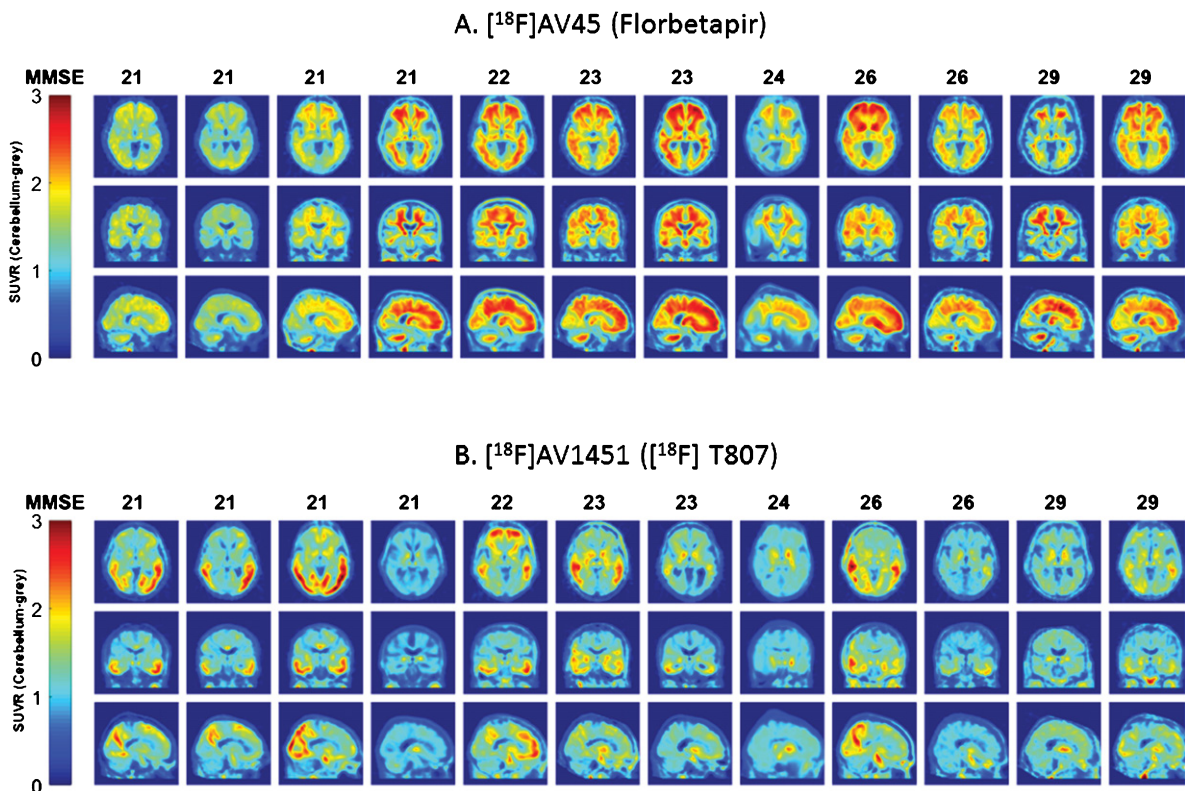 A. [¹⁸F]AV45 (Florbetapir)
MMSE 21 21 21 21 22 23 23 24 26 26 29 29
3
2
1
0
SUVR (Cerebellum-grey)
B. [¹⁸F]AV1451 ([¹⁸F] T807)
MMSE 21 21 21 21 22 23 23 24 26 26 29 29
3
2
1
0
SUVR (Cerebellum-grey)